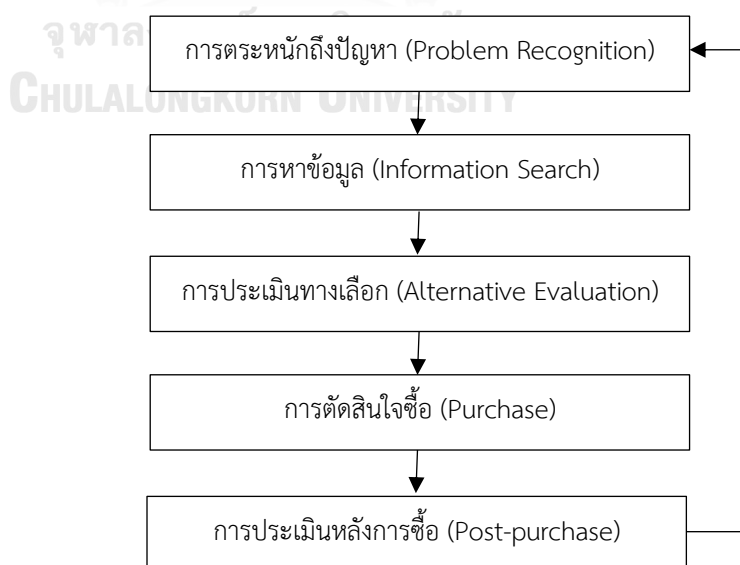 การตระหนักถึงปัญหา (Problem Recognition)
CHULALONGKORN UNIVERSITY
การหาข้อมูล (Information Search)
การประเมินทางเลือก (Alternative Evaluation)
การตัดสินใจซื้อ (Purchase)
การประเมินหลังการซื้อ (Post-purchase)